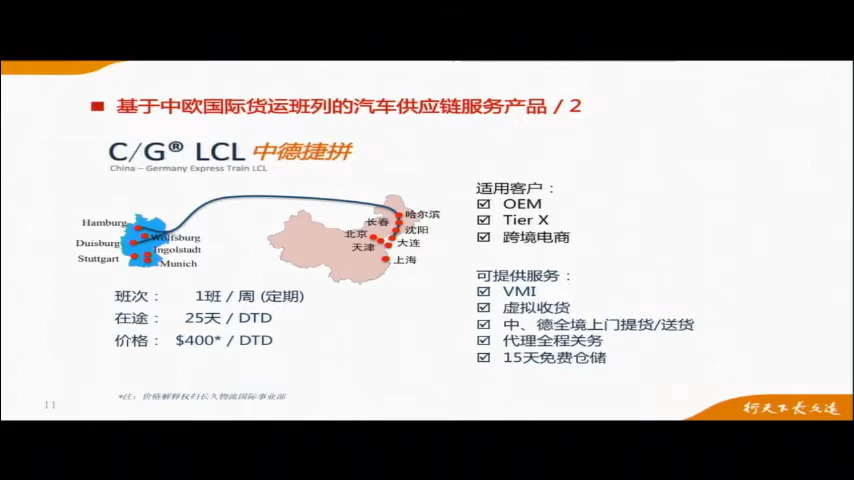 ■ 基于中欧国际货运班列的汽车供应链服务产品 / 2
C/G® LCL 中德捷拼
China – Germany Express Train LCL
Hamburg
Wolfsburg
Duisburg
Ingolstadt
Stuttgart
Munich
哈尔滨
长春
沈阳
北京
大连
天津
上海
班次： 1班 / 周 (定期)
在途： 25天 / DTD
价格： $400* / DTD
适用客户：
☑ OEM
☑ Tier X
☑ 跨境电商
可提供服务：
☑ VMI
☑ 虚拟收货
☑ 中、德全境上门提货/送货
☑ 代理全程关务
☑ 15天免费仓储
*注：价格解释权归长久物流国际事业部
11
行天下长久远